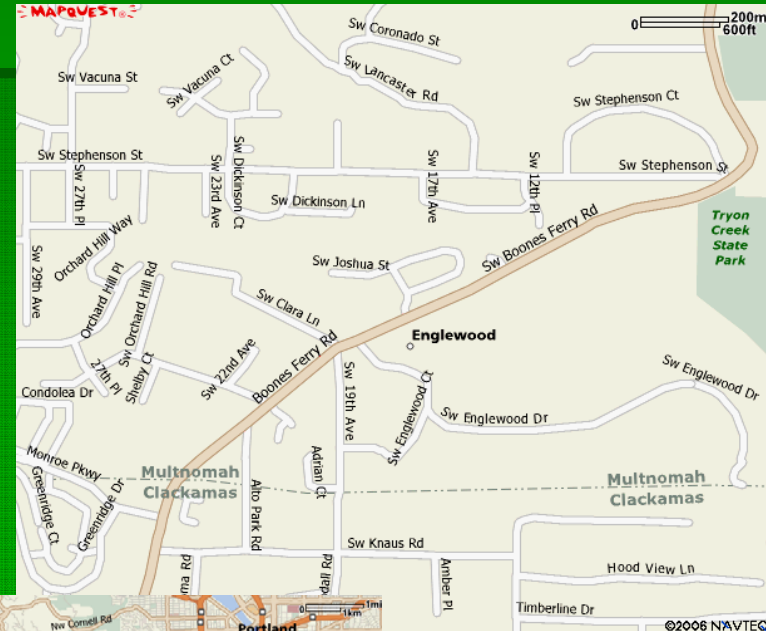 MAPQUEST
0 200m
600ft
Sw Coronado St
Sw Lancaster Rd
Sw Vacuna St
Sw Vacuna Ct
Sw Stephenson Ct
Sw Stephenson St
Sw Stephenson St
Sw 27th Pl
Sw 23rd Ave
Sw Dickinson Ct
Sw Dickinson Ln
Sw 17th Ave
Sw 12th Pl
Tryon
Creek
State
Park
Orchard Hill Way
Sw 29th Ave
Sw Boones Ferry Rd
Sw Joshua St
Orchard Hill Pl
Sw Orchard Hill Rd
Sw Clara Ln
Englewood
27th Pl
Shelby Ct
Sw 22nd Ave
Boones Ferry Rd
Sw 19th Ave
Sw Englewood Ct
Sw Englewood Dr
Sw Englewood Dr
Condolea Dr
Monroe Pkwy
Multnomah
Clackamas
Adrian Ct
Multnomah
Clackamas
Greenridge Ct
Greenridge Dr
Alto Park Rd
Sw Knaus Rd
Amber Pl
Hood View Ln
Timberline Dr
©2006 NAVTEQ
Nw Cornell Rd
Portland
0 1mi
1km